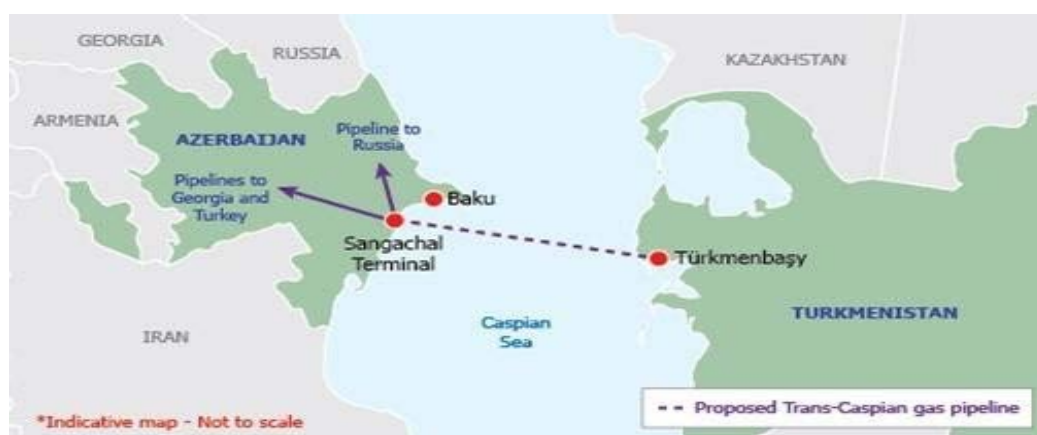 GEORGIA
RUSSIA
KAZAKHSTAN
ARMENIA
AZERBAIJAN
Pipeline to
Russia
Pipelines to
Georgia and
Turkey
Baku
Sangachal
Terminal
Türkmenbaşy
TURKMENISTAN
Caspian
Sea
IRAN
*Indicative map - Not to scale
Proposed Trans-Caspian gas pipeline